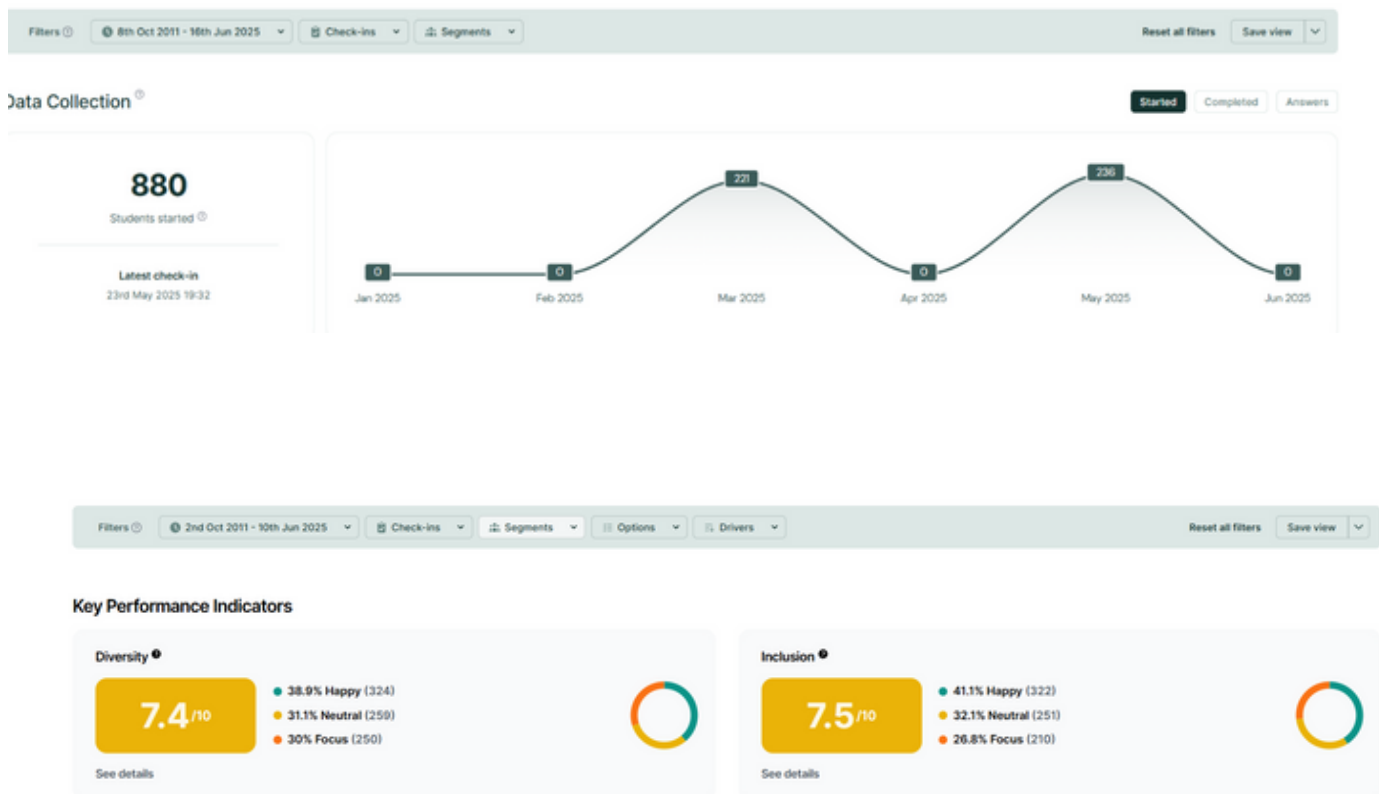 Filters 8th Oct 2011 - 16th Jun 2025 Check-ins Segments Reset all filters Save view
Data Collection Started Completed Answers
880
Students started
Latest check-in
23rd May 2025 19:32
0 0 221 0 236 0
Jan 2025 Feb 2025 Mar 2025 Apr 2025 May 2025 Jun 2025
Filters 2nd Oct 2011 - 10th Jun 2025 Check-ins Segments Options Drivers Reset all filters Save view
Key Performance Indicators
Diversity
7.4/10
38.9% Happy (324)
31.1% Neutral (259)
30% Focus (250)
See details
Inclusion
7.5/10
41.1% Happy (322)
32.1% Neutral (251)
26.8% Focus (210)
See details